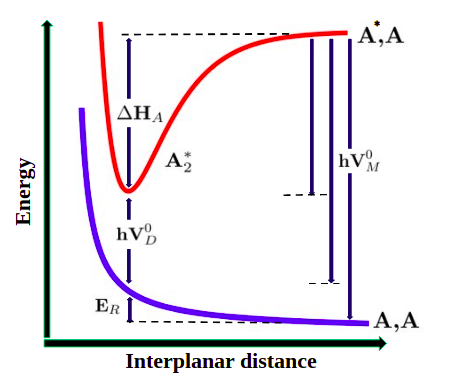 A*,A
ΔH_A
A_2^*
hV_M^0
hV_D^0
E_R
A,A
Energy
Interplanar distance